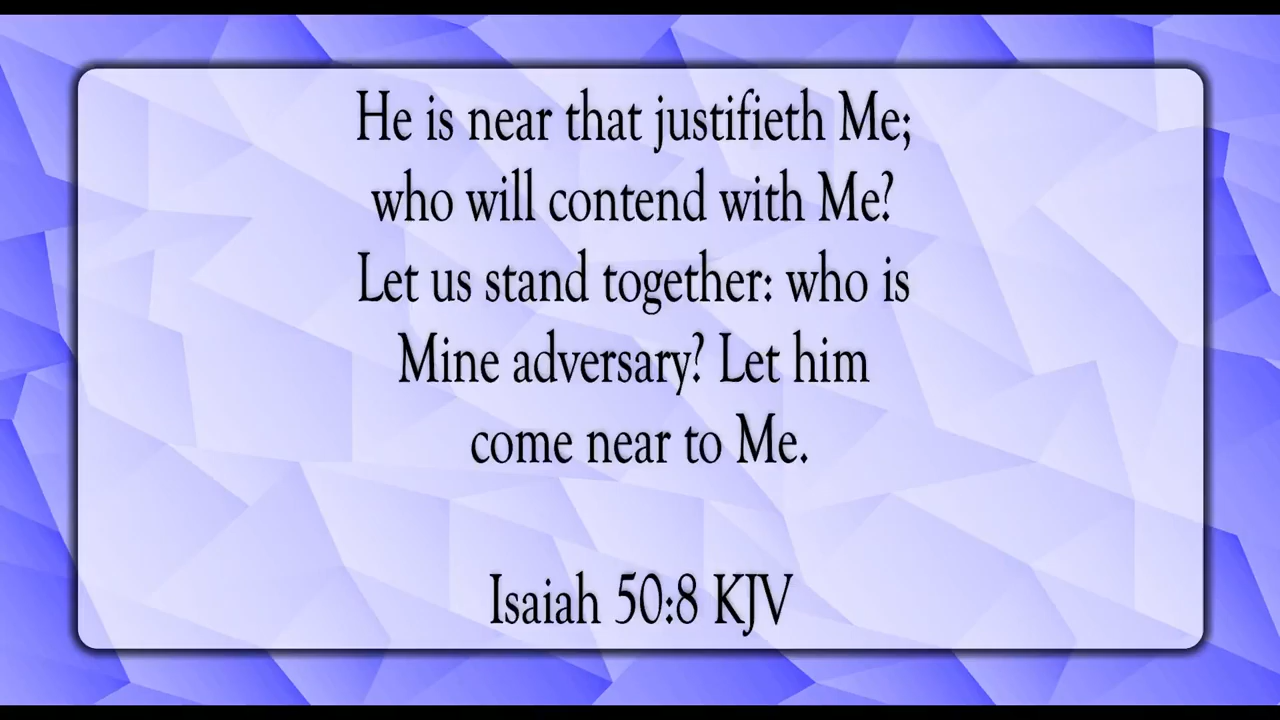 He is near that justifieth Me;
who will contend with Me?
Let us stand together: who is
Mine adversary? Let him
come near to Me.
Isaiah 50:8 KJV